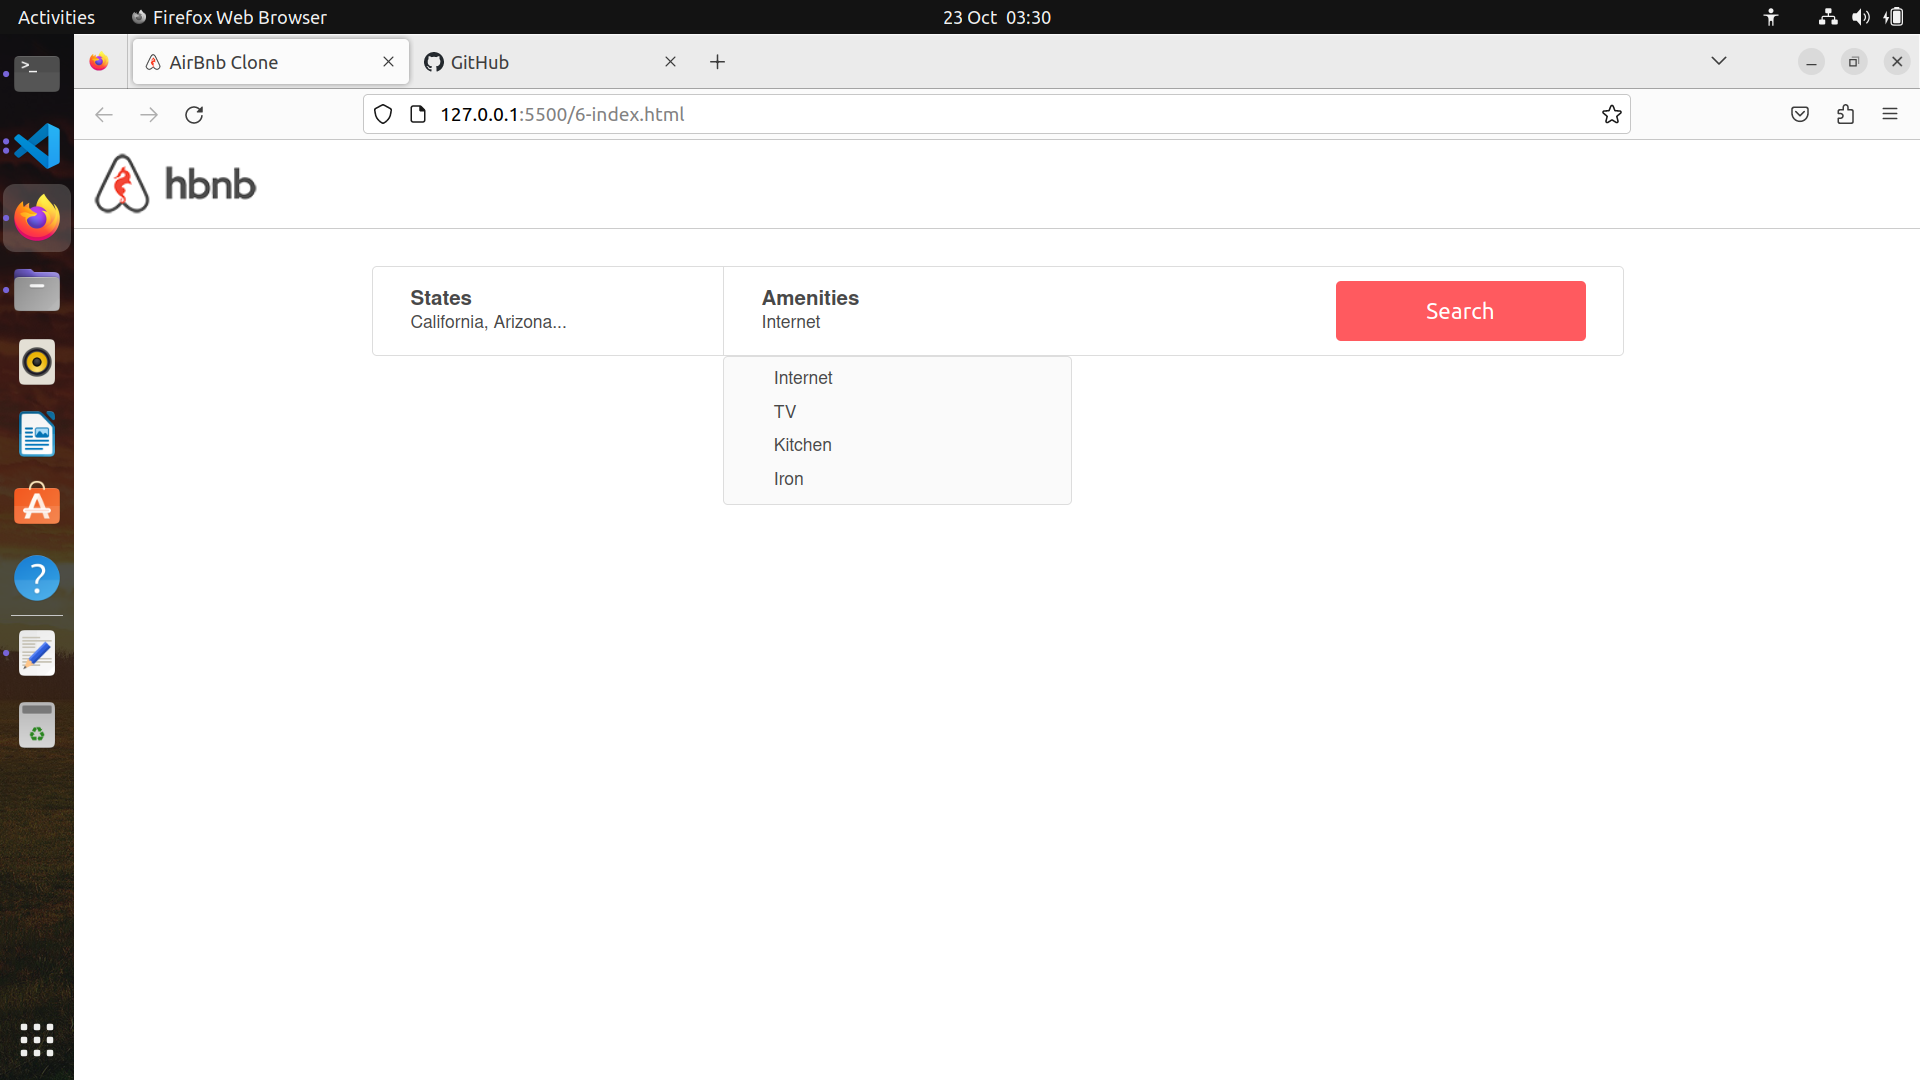 Activities Firefox Web Browser 23 Oct 03:30
AirBnb Clone GitHub
127.0.0.1:5500/6-index.html
hbnb
States Amenities
California, Arizona... Internet
Search
Internet
TV
Kitchen
Iron